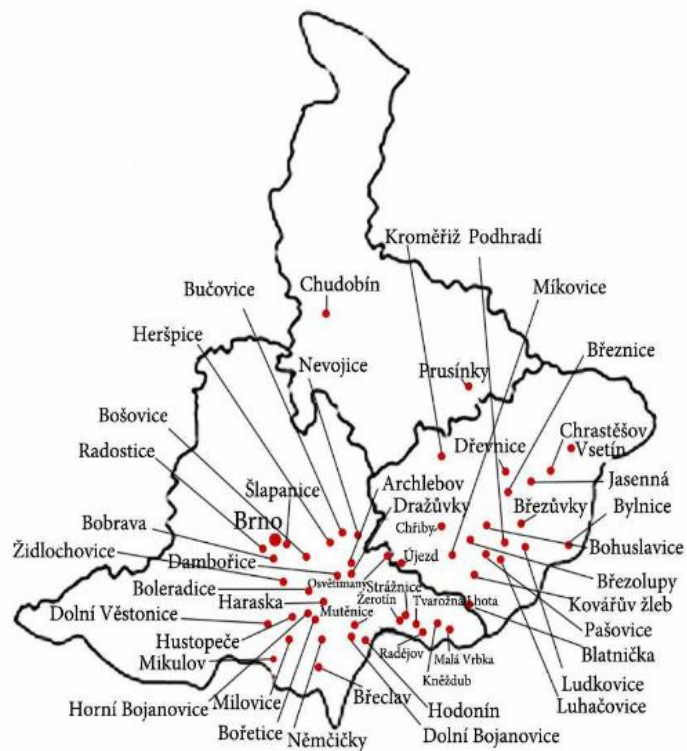 Kroměřiž Podhradí
Chudobín
Míkovice
Bučovice
Heršpice
Nevojice
Březnice
Prusínky
Bošovice
Dřevnice
Chrastěšov
Vsetín
Radostice
Šlapanice
Archlebov
Jasenná
Dražůvky
Brno
Březůvky
Bylnice
Bobrava
Chřiby
Židlochovice
Dambořice
Bohuslavice
Osvětimany
Újezd
Březolupy
Boleradice
Strážnice
Haraska
Žerotín
Tvarožná Lhota
Kovářův žleb
Dolní Věstonice
Mutěnice
Pašovice
Hustopeče
Blatnička
Mikulov
Radějov
Malá Vrbka
Kněždub
Ludkovice
Horní Bojanovice
Milovice
Břeclav
Hodonín
Luhačovice
Bořetice
Němčičky
Dolní Bojanovice